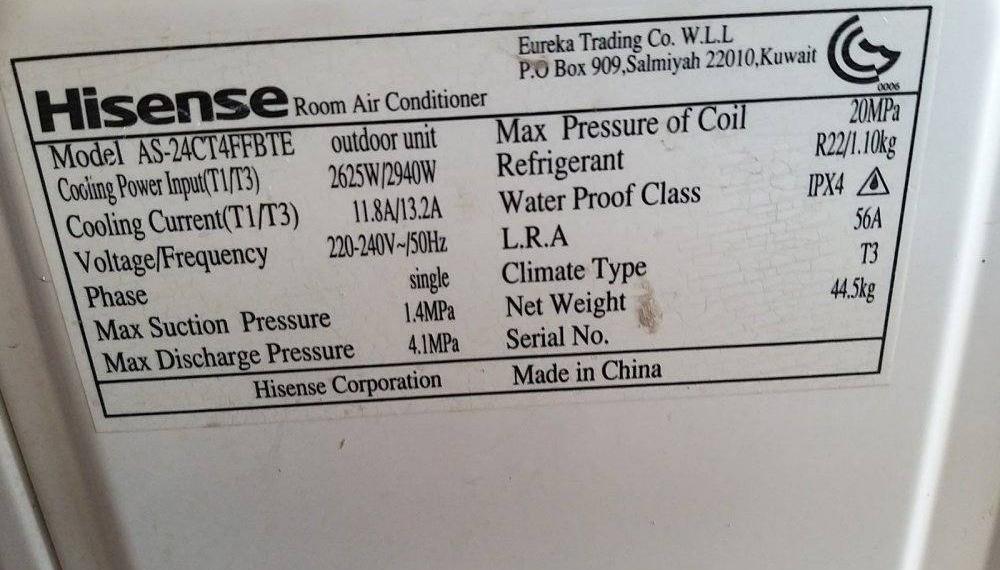 Eureka Trading Co. W.L.L
P.O Box 909,Salmiyah 22010,Kuwait
0006
Hisense Room Air Conditioner
Model AS-24CT4FFBTE outdoor unit
Cooling Power Input(T1/T3) 2625W/2940W
Cooling Current(T1/T3) 11.8A/13.2A
Voltage/Frequency 220-240V~/50Hz
Phase single
Max Suction Pressure 1.4MPa
Max Discharge Pressure 4.1MPa
Max Pressure of Coil 20MPa
Refrigerant R22/1.10kg
Water Proof Class IPX4
L.R.A 56A
Climate Type T3
Net Weight 44.5kg
Serial No.
Hisense Corporation Made in China